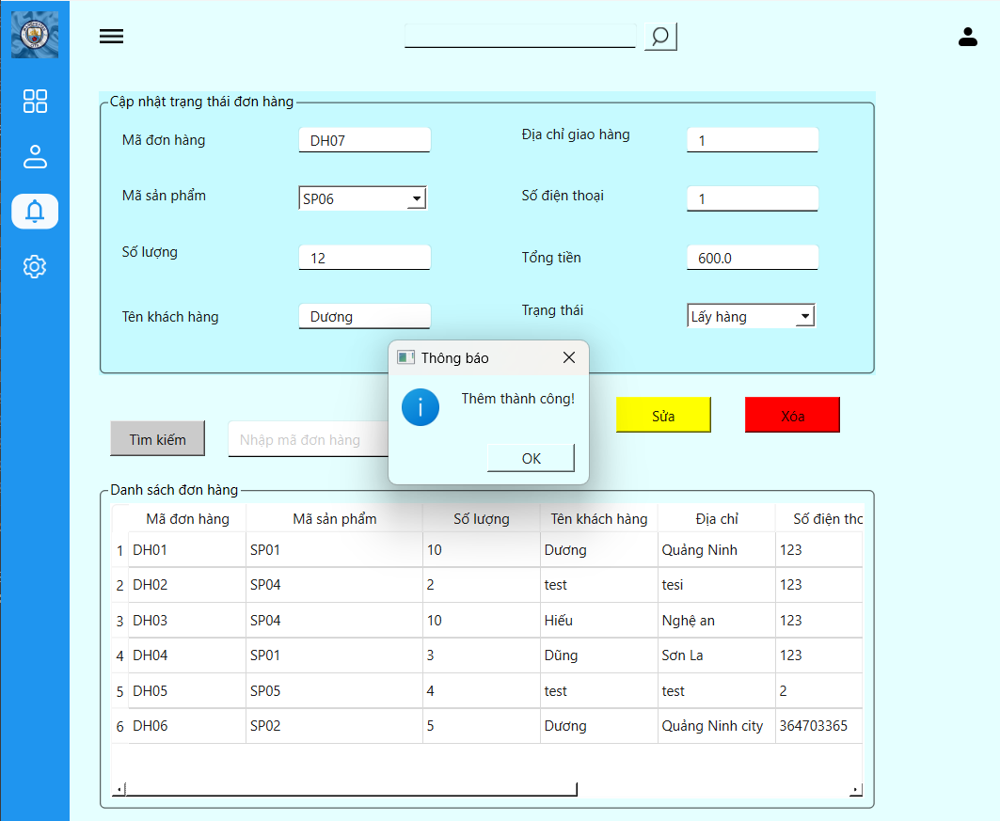 Cập nhật trạng thái đơn hàng
Mã đơn hàng DH07 Địa chỉ giao hàng 1
Mã sản phẩm SP06 Số điện thoại 1
Số lượng 12 Tổng tiền 600.0
Tên khách hàng Dương Trạng thái Lấy hàng
Thông báo
Thêm thành công!
OK
Tìm kiếm Nhập mã đơn hàng Sửa Xóa
Danh sách đơn hàng
Mã đơn hàng Mã sản phẩm Số lượng Tên khách hàng Địa chỉ Số điện tho
1 DH01 SP01 10 Dương Quảng Ninh 123
2 DH02 SP04 2 test tesi 123
3 DH03 SP04 10 Hiếu Nghệ an 123
4 DH04 SP01 3 Dũng Sơn La 123
5 DH05 SP05 4 test test 2
6 DH06 SP02 5 Dương Quảng Ninh city 364703365